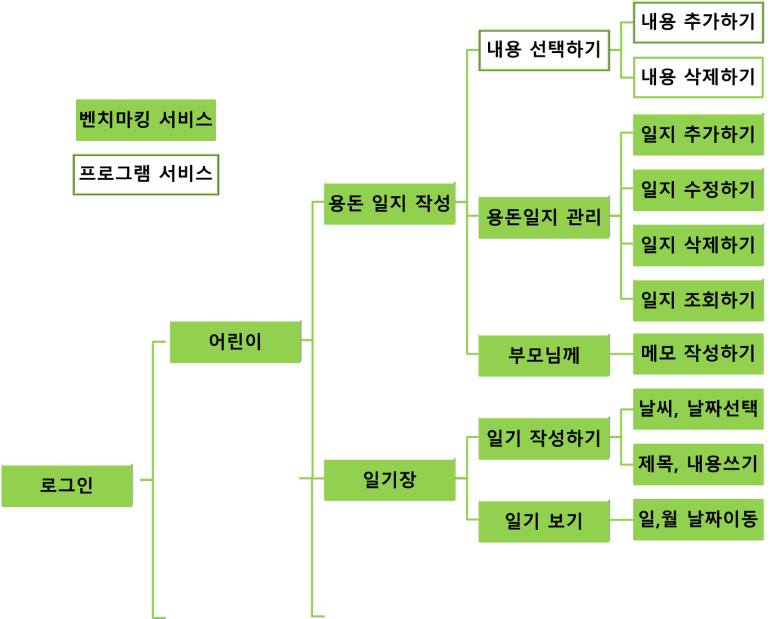 벤치마킹 서비스
프로그램 서비스
로그인
어린이
용돈 일지 작성
내용 선택하기
내용 추가하기
내용 삭제하기
용돈일지 관리
일지 추가하기
일지 수정하기
일지 삭제하기
일지 조회하기
부모님께
메모 작성하기
일기장
일기 작성하기
날씨, 날짜선택
제목, 내용쓰기
일기 보기
일,월 날짜이동